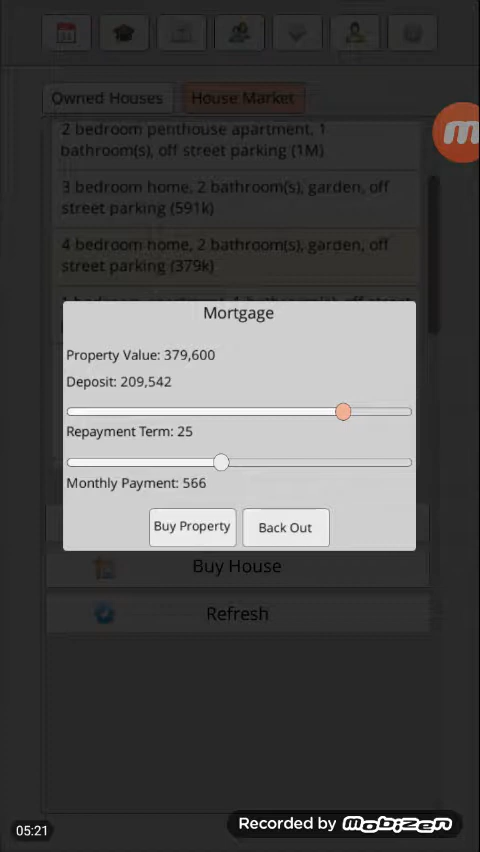 31
Owned Houses
House Market
2 bedroom penthouse apartment, 1
bathroom(s), off street parking (1M)
3 bedroom home, 2 bathroom(s), garden, off
street parking (591k)
4 bedroom home, 2 bathroom(s), garden, off
street parking (379k)
Mortgage
Property Value: 379,600
Deposit: 209,542
Repayment Term: 25
Monthly Payment: 566
Buy Property
Back Out
Buy House
Refresh
05:21
Recorded by mobizen